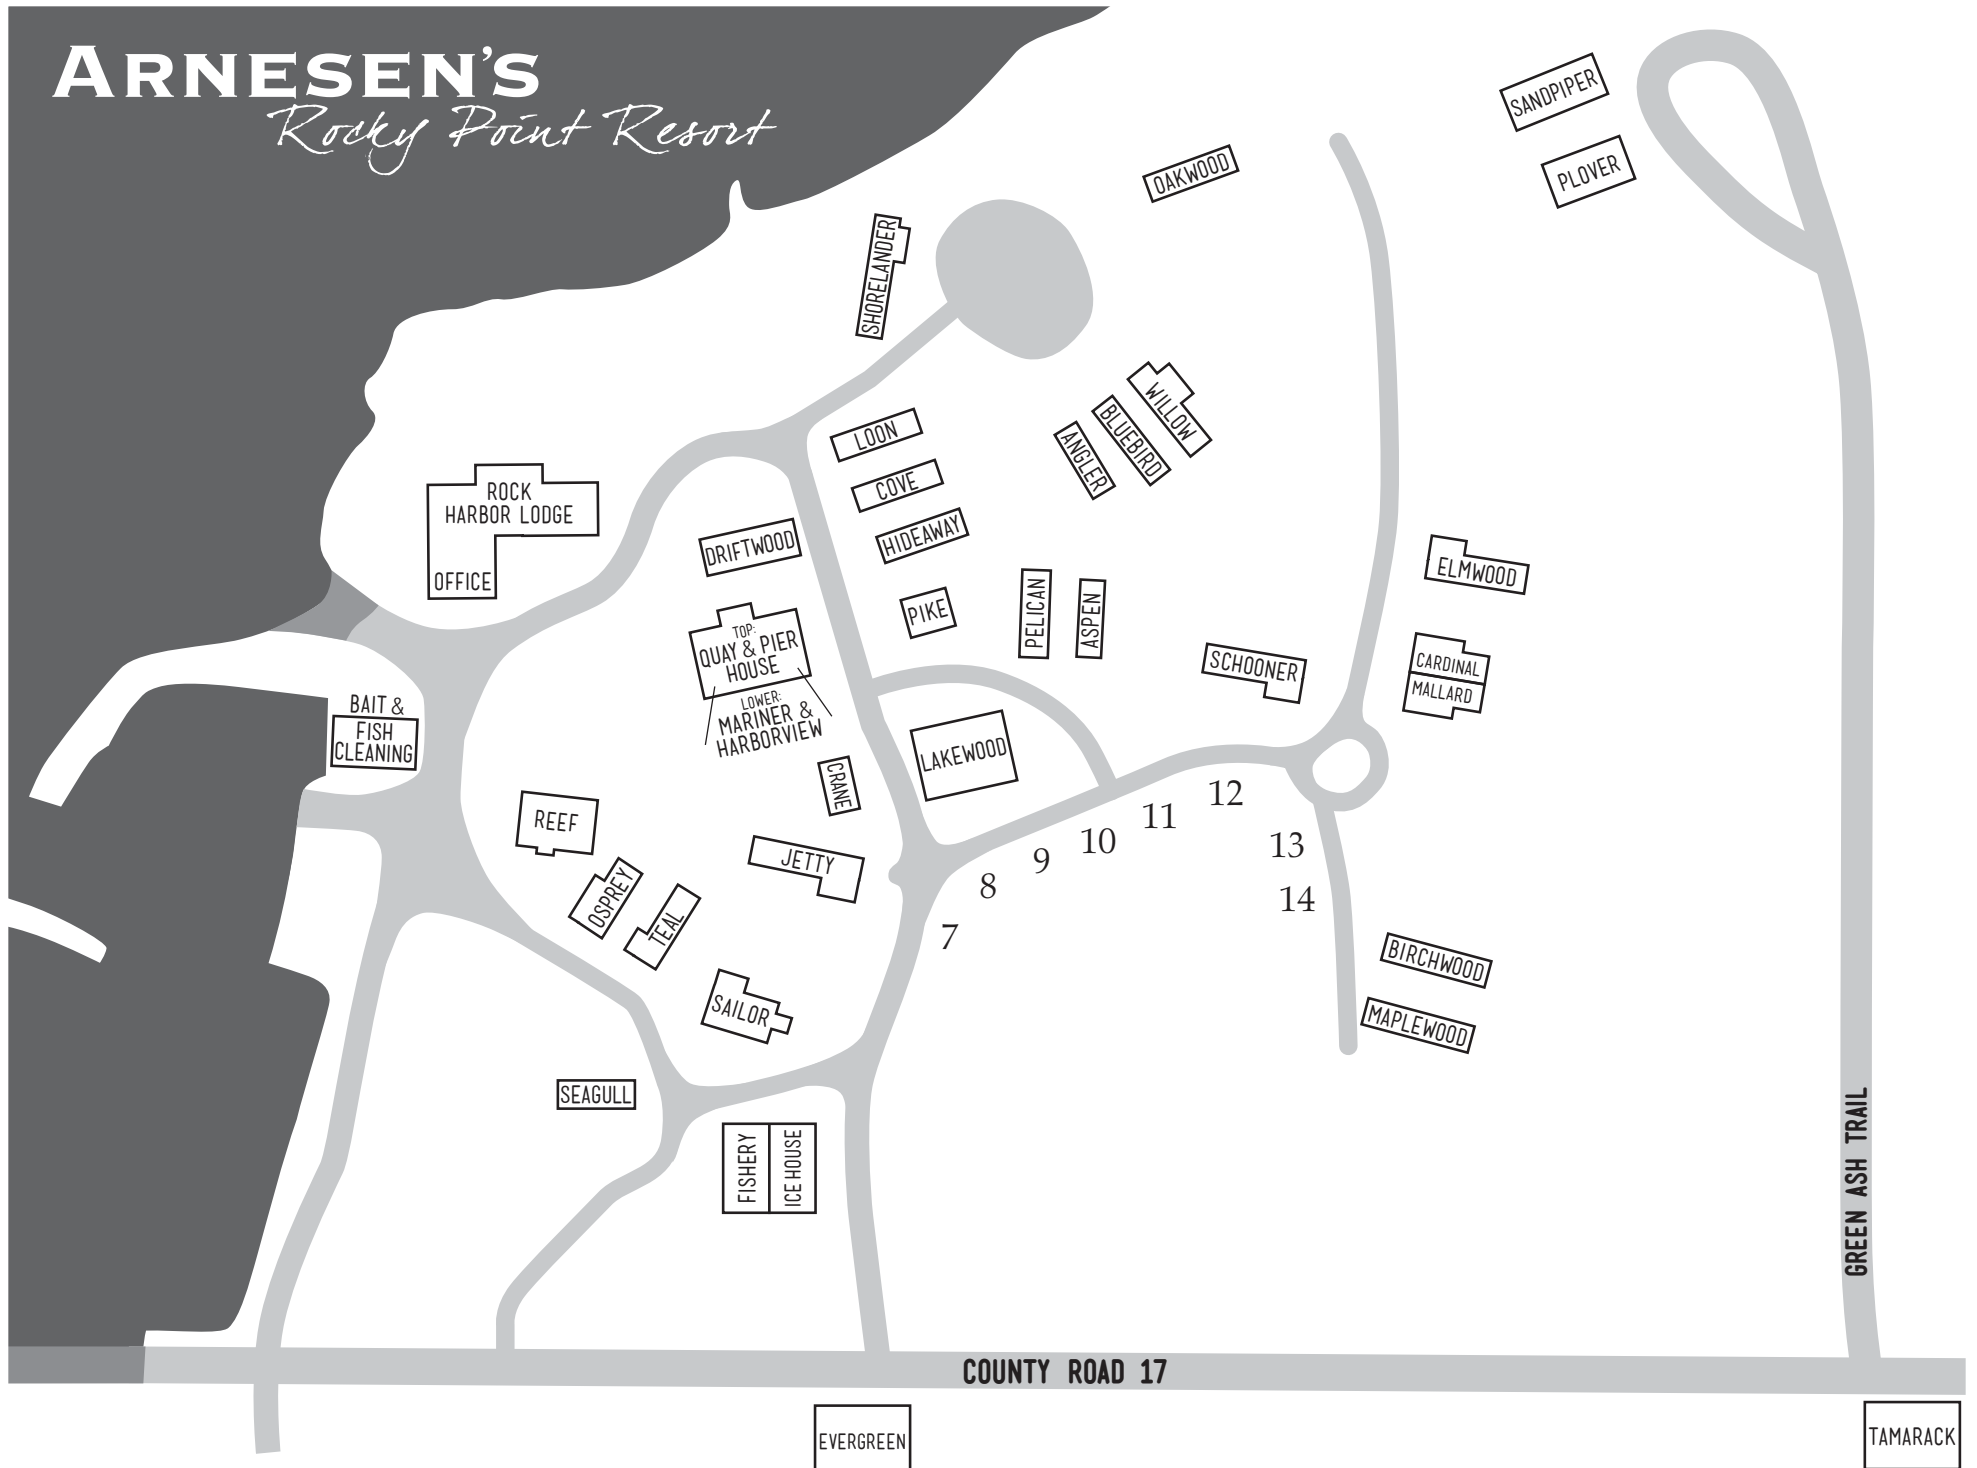 ARNESEN'S
Rocky Point Resort
SANDPIPER
PLOVER
OAKWOOD
SHORELANDER
WILLOW
BLUEBIRD
ANGLER
LOON
COVE
HIDEAWAY
PIKE
ROCK
HARBOR LODGE
OFFICE
DRIFTWOOD
TOP:
QUAY & PIER
HOUSE
LOWER:
MARINER &
HARBORVIEW
PELICAN
ASPEN
ELMWOOD
SCHOONER
CARDINAL
MALLARD
BAIT &
FISH
CLEANING
LAKEWOOD
CRANE
REEF
JETTY
OSPREY
TEAL
SAILOR
7
8
9
10
11
12
13
14
BIRCHWOOD
MAPLEWOOD
SEAGULL
FISHERY
ICE HOUSE
GREEN ASH TRAIL
COUNTY ROAD 17
EVERGREEN
TAMARACK